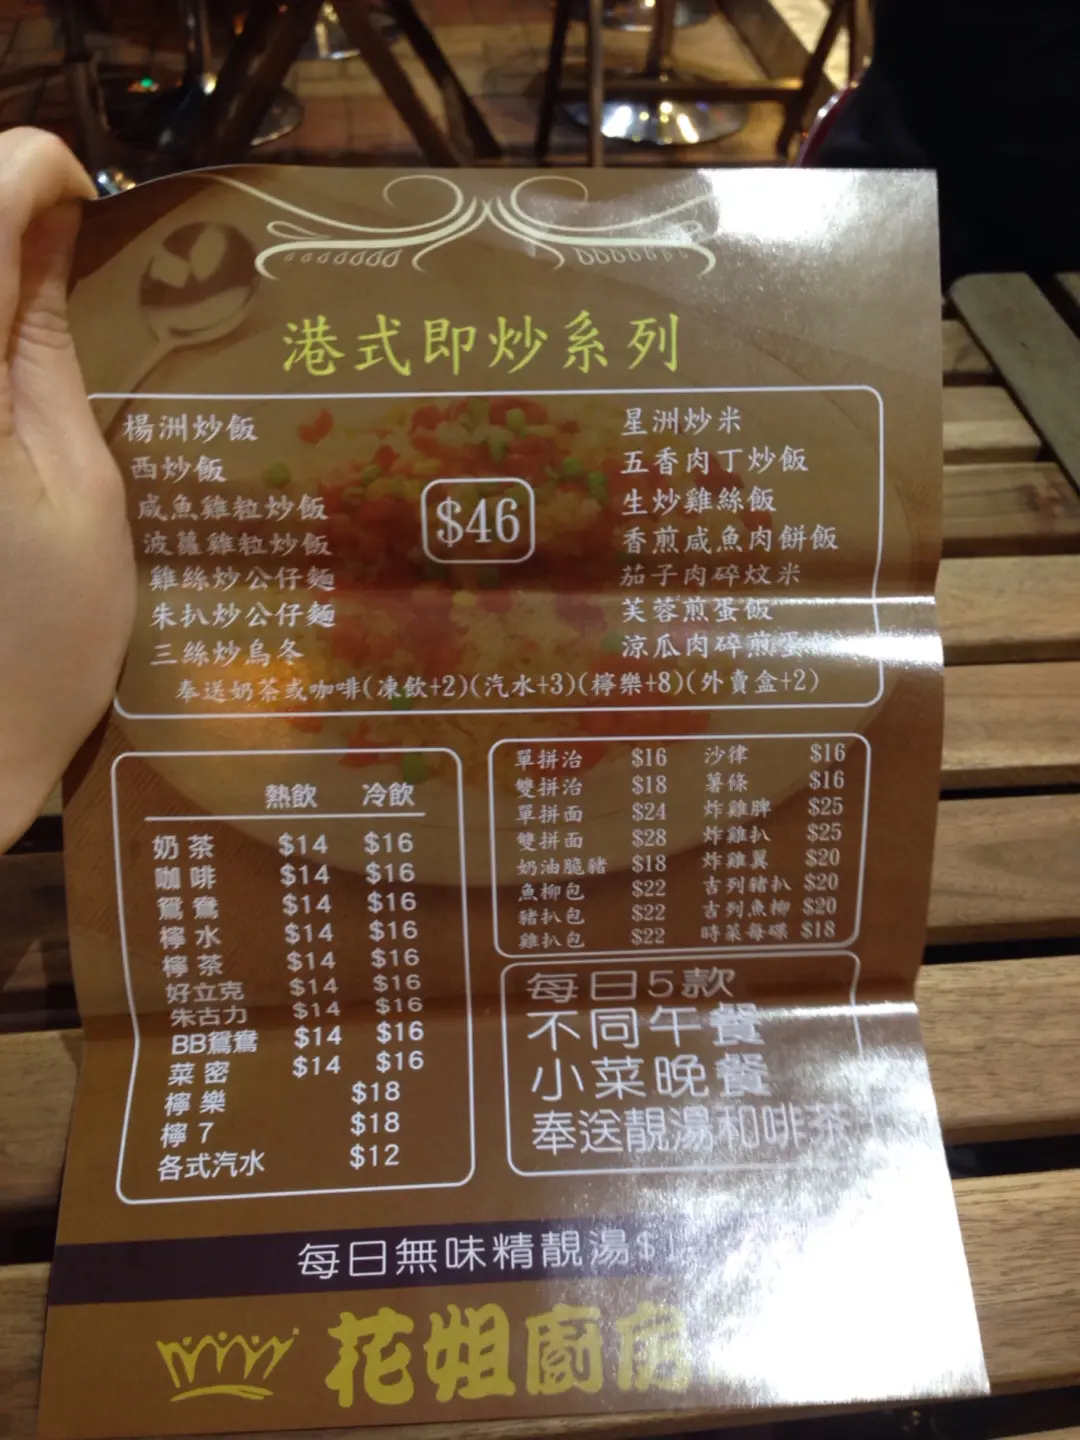 港式即炒系列
楊洲炒飯
西炒飯
咸魚雞粒炒飯
波蘿雞粒炒飯
雞絲炒公仔麵
朱扒炒公仔麵
三絲炒烏冬
$46
星洲炒米
五香肉丁炒飯
生炒雞絲飯
香煎咸魚肉餅飯
茄子肉碎炆米
芙蓉煎蛋飯
涼瓜肉碎煎蛋
奉送奶茶或咖啡(凍飲+2)(汽水+3)(檸樂+8)(外賣盒+2)
熱飲 冷飲
奶茶 $14 $16
咖啡 $14 $16
鴛鴦 $14 $16
檸水 $14 $16
檸茶 $14 $16
好立克 $14 $16
朱古力 $14 $16
BB鴛鴦 $14 $16
菜密 $14 $16
檸樂 $18
檸7 $18
各式汽水 $12
單拼治 $16 沙律 $16
雙拼治 $18 薯條 $16
單拼面 $24 炸雞脾 $25
雙拼面 $28 炸雞扒 $25
奶油脆豬 $18 炸雞翼 $20
魚柳包 $22 吉列豬扒 $20
豬扒包 $22 吉列魚柳 $20
雞扒包 $22 時菜每碟 $18
每日5款
不同午餐
小菜晚餐
奉送靚湯和啡茶
每日無味精靚湯$1
花姐廚房